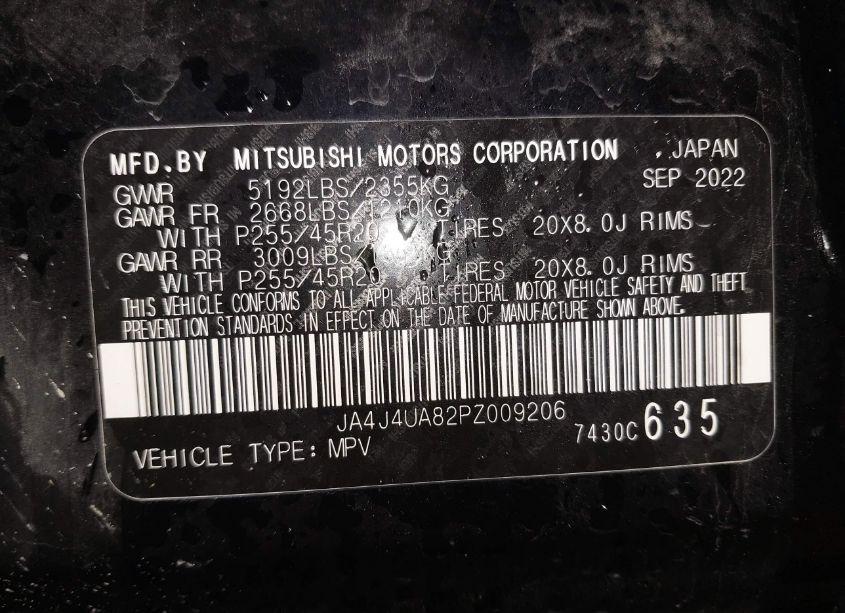 MFD.BY MITSUBISHI MOTORS CORPORATION , JAPAN
SEP 2022
GVWR 5192LBS/2355KG
GAWR FR 2668LBS/1210KG
WITH P255/45R20 TIRES 20X8.0J RIMS
GAWR RR 3009LBS/ KG
WITH P255/45R20 TIRES 20X8.0J RIMS
THIS VEHICLE CONFORMS TO ALL APPLICABLE FEDERAL MOTOR VEHICLE SAFETY AND THEFT
PREVENTION STANDARDS IN EFFECT ON THE DATE OF MANUFACTURE SHOWN ABOVE.
JA4J4UA82PZ009206
7430C 635
VEHICLE TYPE: MPV